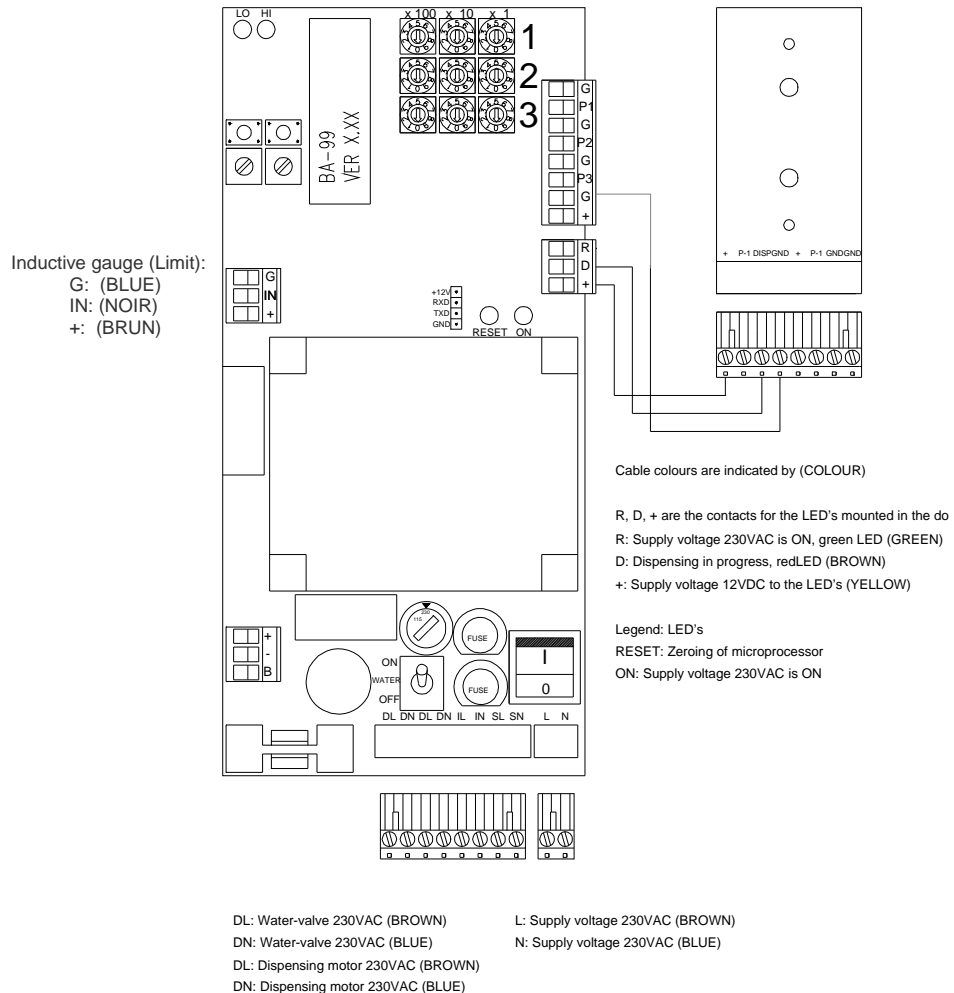 LO HI
x 100 x 10 x 1
1
2
3
BA-99
VER X.XX
G
P1
G
P2
G
P3
G
+
R
D
+
+ P-1 DISPGND + P-1 GNDGND
Inductive gauge (Limit):
G: (BLUE)
IN: (NOIR)
+: (BRUN)
G
IN
+
+12V
RXD
TXD
GND
RESET ON
Cable colours are indicated by (COLOUR)
R, D, + are the contacts for the LED's mounted in the do
R: Supply voltage 230VAC is ON, green LED (GREEN)
D: Dispensing in progress, redLED (BROWN)
+: Supply voltage 12VDC to the LED's (YELLOW)
Legend: LED's
RESET: Zeroing of microprocessor
ON: Supply voltage 230VAC is ON
+
-
B
230
115
FUSE
I
0
ON
WATER
OFF
FUSE
DL DN DL DN IL IN SL SN L N
DL: Water-valve 230VAC (BROWN)
DN: Water-valve 230VAC (BLUE)
DL: Dispensing motor 230VAC (BROWN)
DN: Dispensing motor 230VAC (BLUE)
L: Supply voltage 230VAC (BROWN)
N: Supply voltage 230VAC (BLUE)